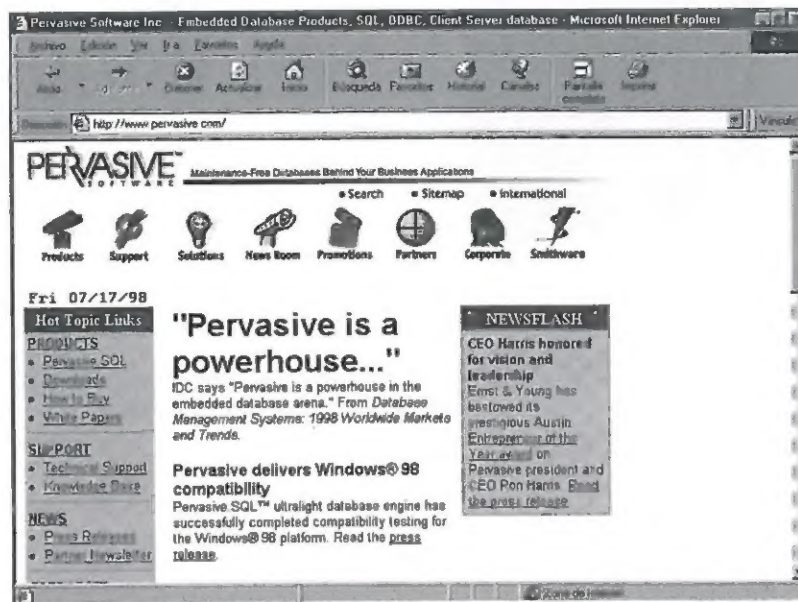 Pervasive Software Inc. - Embedded Database Products, SQL, ODBC, Client Server database - Microsoft Internet Explorer
Archivo Edición Ver Ir a Favoritos Ayuda
Atrás Detener Actualizar Inicio Búsqueda Favoritos Historial Canales Pantalla completa Imprimir
http://www.pervasive.com/ Vínculo
PERVASIVE™
SOFTWARE
Maintenance-Free Databases Behind Your Business Applications
• Search • Sitemap • International
Products Support Solutions News Room Promotions Partners Corporate Smithware
Fri 07/17/98
Hot Topic Links
PRODUCTS
• Pervasive SQL
• Downloads
• How to Buy
• White Papers
SUPPORT
• Technical Support
• Knowledge Base
NEWS
• Press Releases
• Partner Newsletter
"Pervasive is a
powerhouse..."
IDC says "Pervasive is a powerhouse in the
embedded database arena." From Database
Management Systems: 1998 Worldwide Markets
and Trends.
Pervasive delivers Windows® 98
compatibility
Pervasive.SQL™ ultralight database engine has
successfully completed compatibility testing for
the Windows® 98 platform. Read the press
release.
NEWSFLASH
CEO Harris honored
for vision and
leadership
Ernst & Young has
bestowed its
prestigious Austin
Entrepreneur of the
Year award on
Pervasive president and
CEO Ron Harris. Read
the press release
Zona de Internet